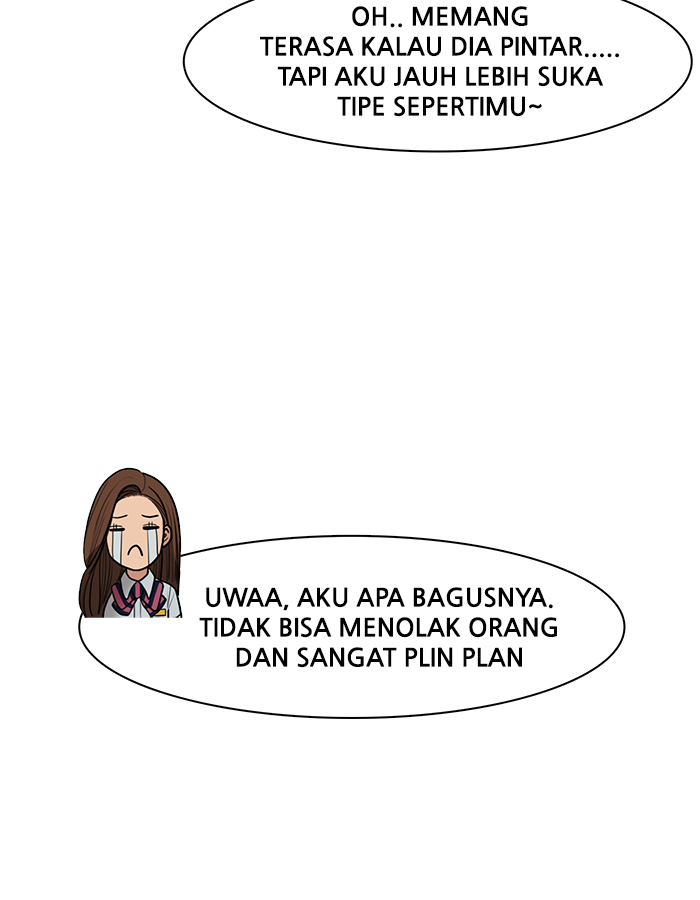 OH.. MEMANG
TERASA KALAU DIA PINTAR.....
TAPI AKU JAUH LEBIH SUKA
TIPE SEPERTIMU~
UWAA, AKU APA BAGUSNYA.
TIDAK BISA MENOLAK ORANG
DAN SANGAT PLIN PLAN